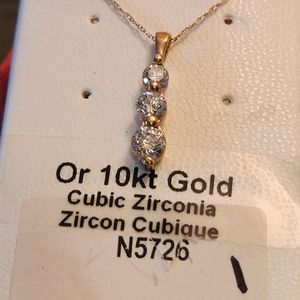 Or 10kt Gold
Cubic Zirconia
Zircon Cubique
N5726